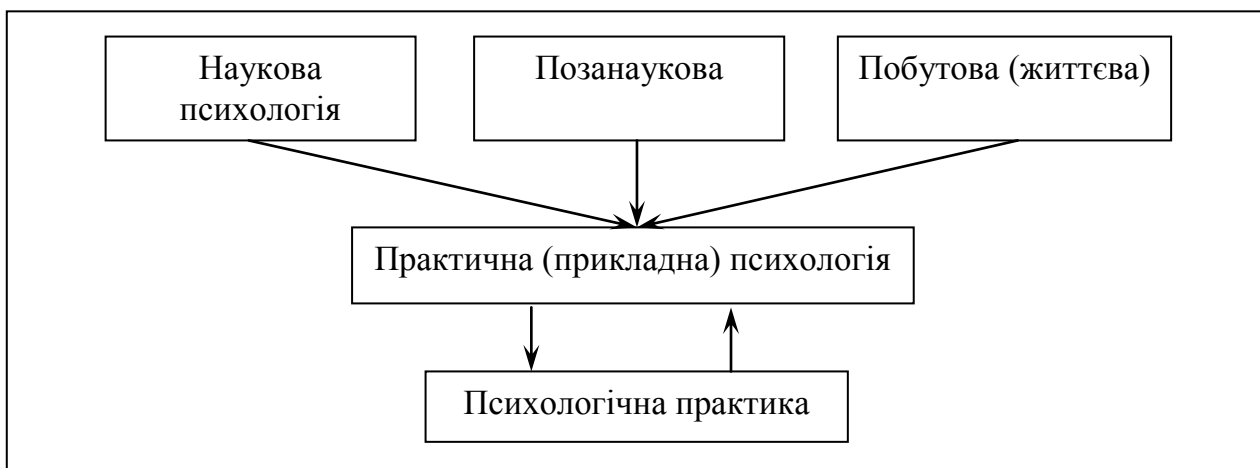 Наукова
психологія
Позанаукова
Побутова (життєва)
Практична (прикладна) психологія
Психологічна практика